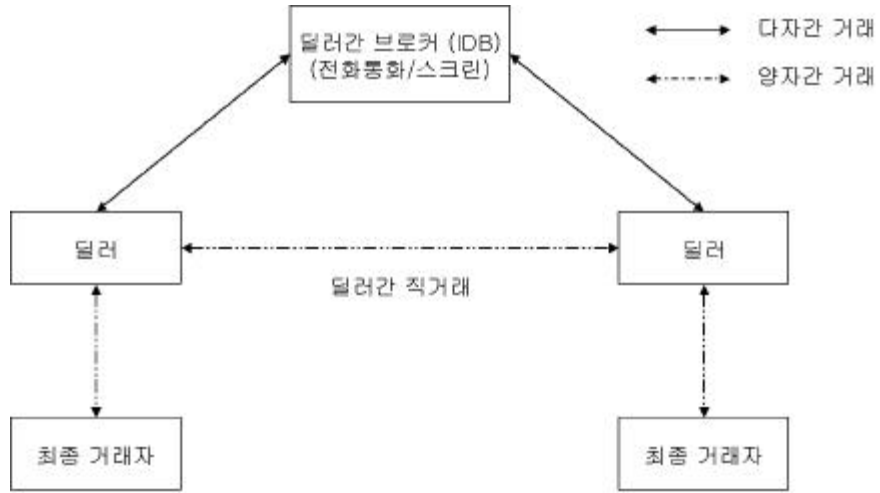 딜러간 브로커 (IDB)
(전화통화/스크린)
다자간 거래
양자간 거래
딜러
딜러
딜러간 직거래
최종 거래자
최종 거래자